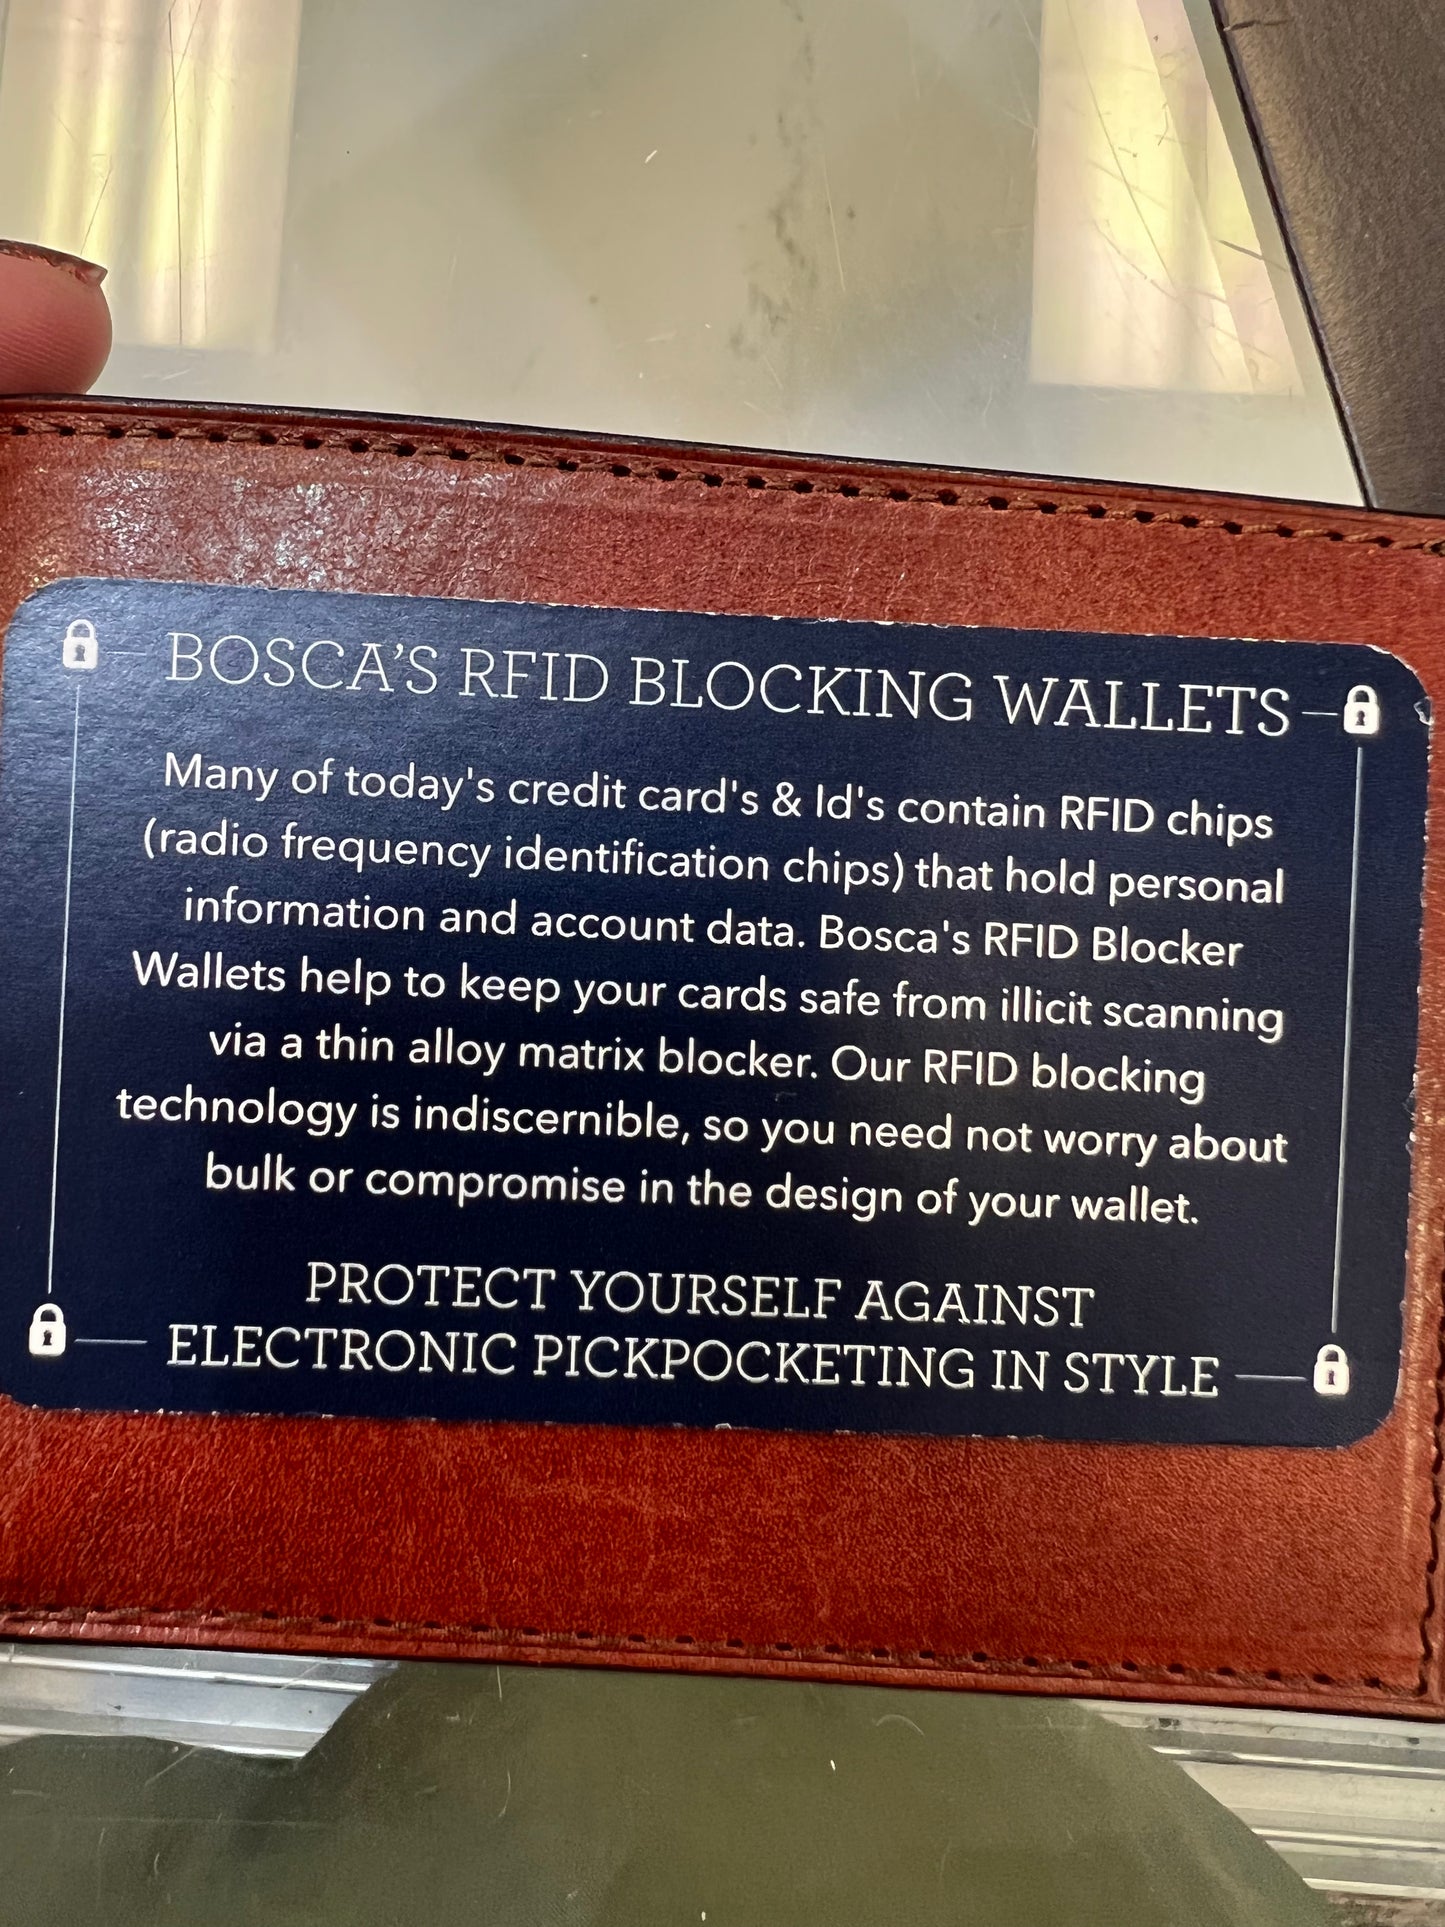 BOSCA'S RFID BLOCKING WALLETS
Many of today's credit card's & Id's contain RFID chips
(radio frequency identification chips) that hold personal
information and account data. Bosca's RFID Blocker
Wallets help to keep your cards safe from illicit scanning
via a thin alloy matrix blocker. Our RFID blocking
technology is indiscernible, so you need not worry about
bulk or compromise in the design of your wallet.
PROTECT YOURSELF AGAINST
ELECTRONIC PICKPOCKETING IN STYLE